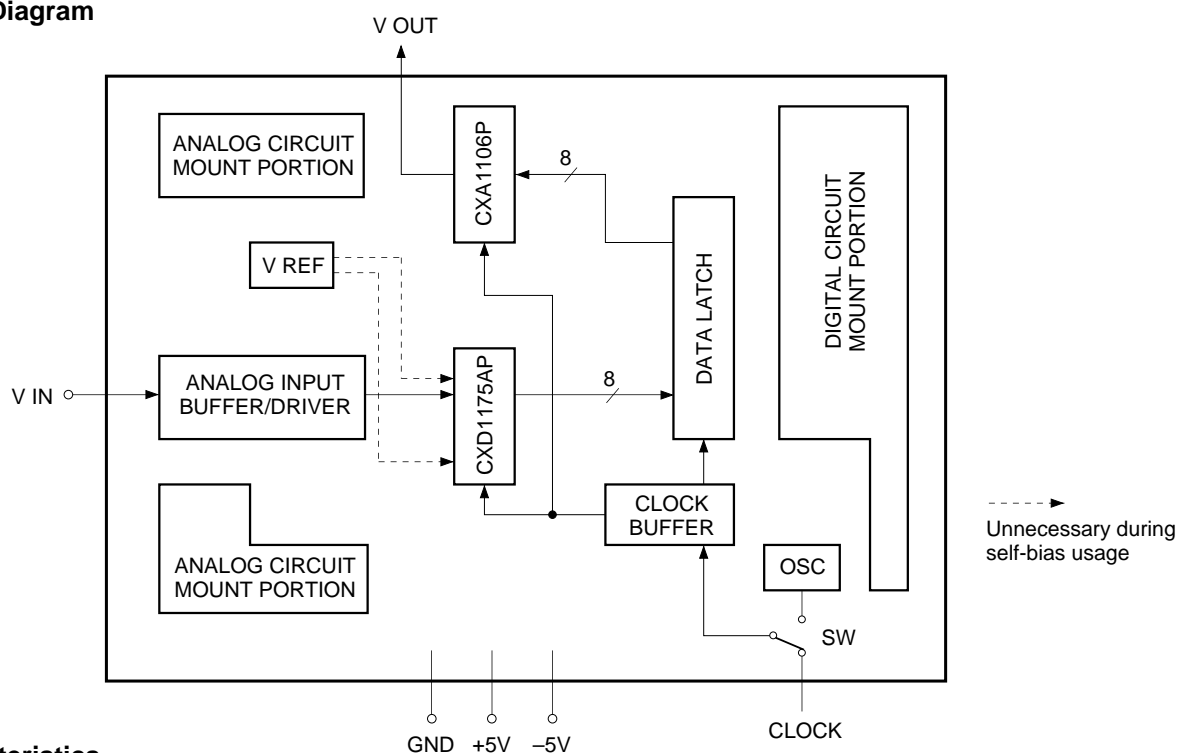 Diagram
V OUT
ANALOG CIRCUIT
MOUNT PORTION
CXA1106P
8
DIGITAL CIRCUIT
MOUNT PORTION
V REF
DATA LATCH
V IN
ANALOG INPUT
BUFFER/DRIVER
CXD1175AP
8
CLOCK
BUFFER
Unnecessary during
self-bias usage
ANALOG CIRCUIT
MOUNT PORTION
OSC
SW
GND +5V –5V
CLOCK